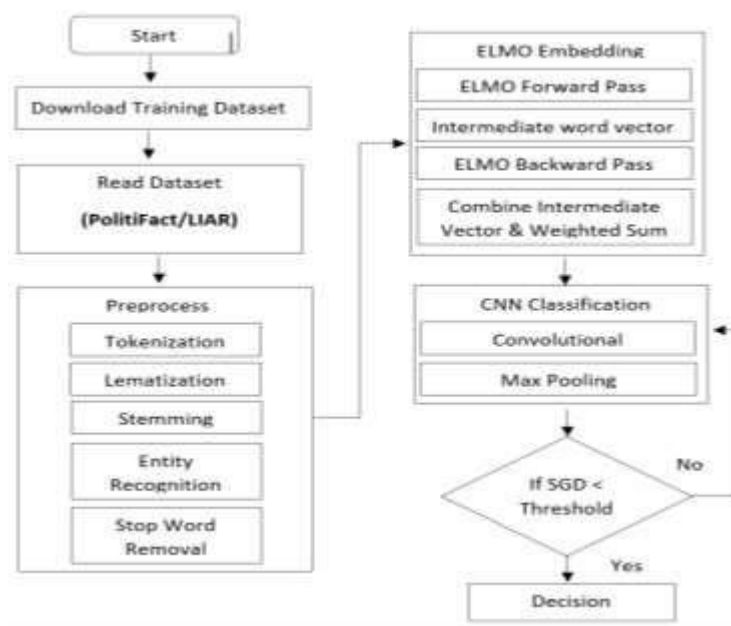 Start
Download Training Dataset
Read Dataset
(PolitiFact/LIAR)
Preprocess
Tokenization
Lematization
Stemming
Entity
Recognition
Stop Word
Removal
ELMO Embedding
ELMO Forward Pass
Intermediate word vector
ELMO Backward Pass
Combine Intermediate
Vector & Weighted Sum
CNN Classification
Convolutional
Max Pooling
If SGD <
Threshold
No
Yes
Decision